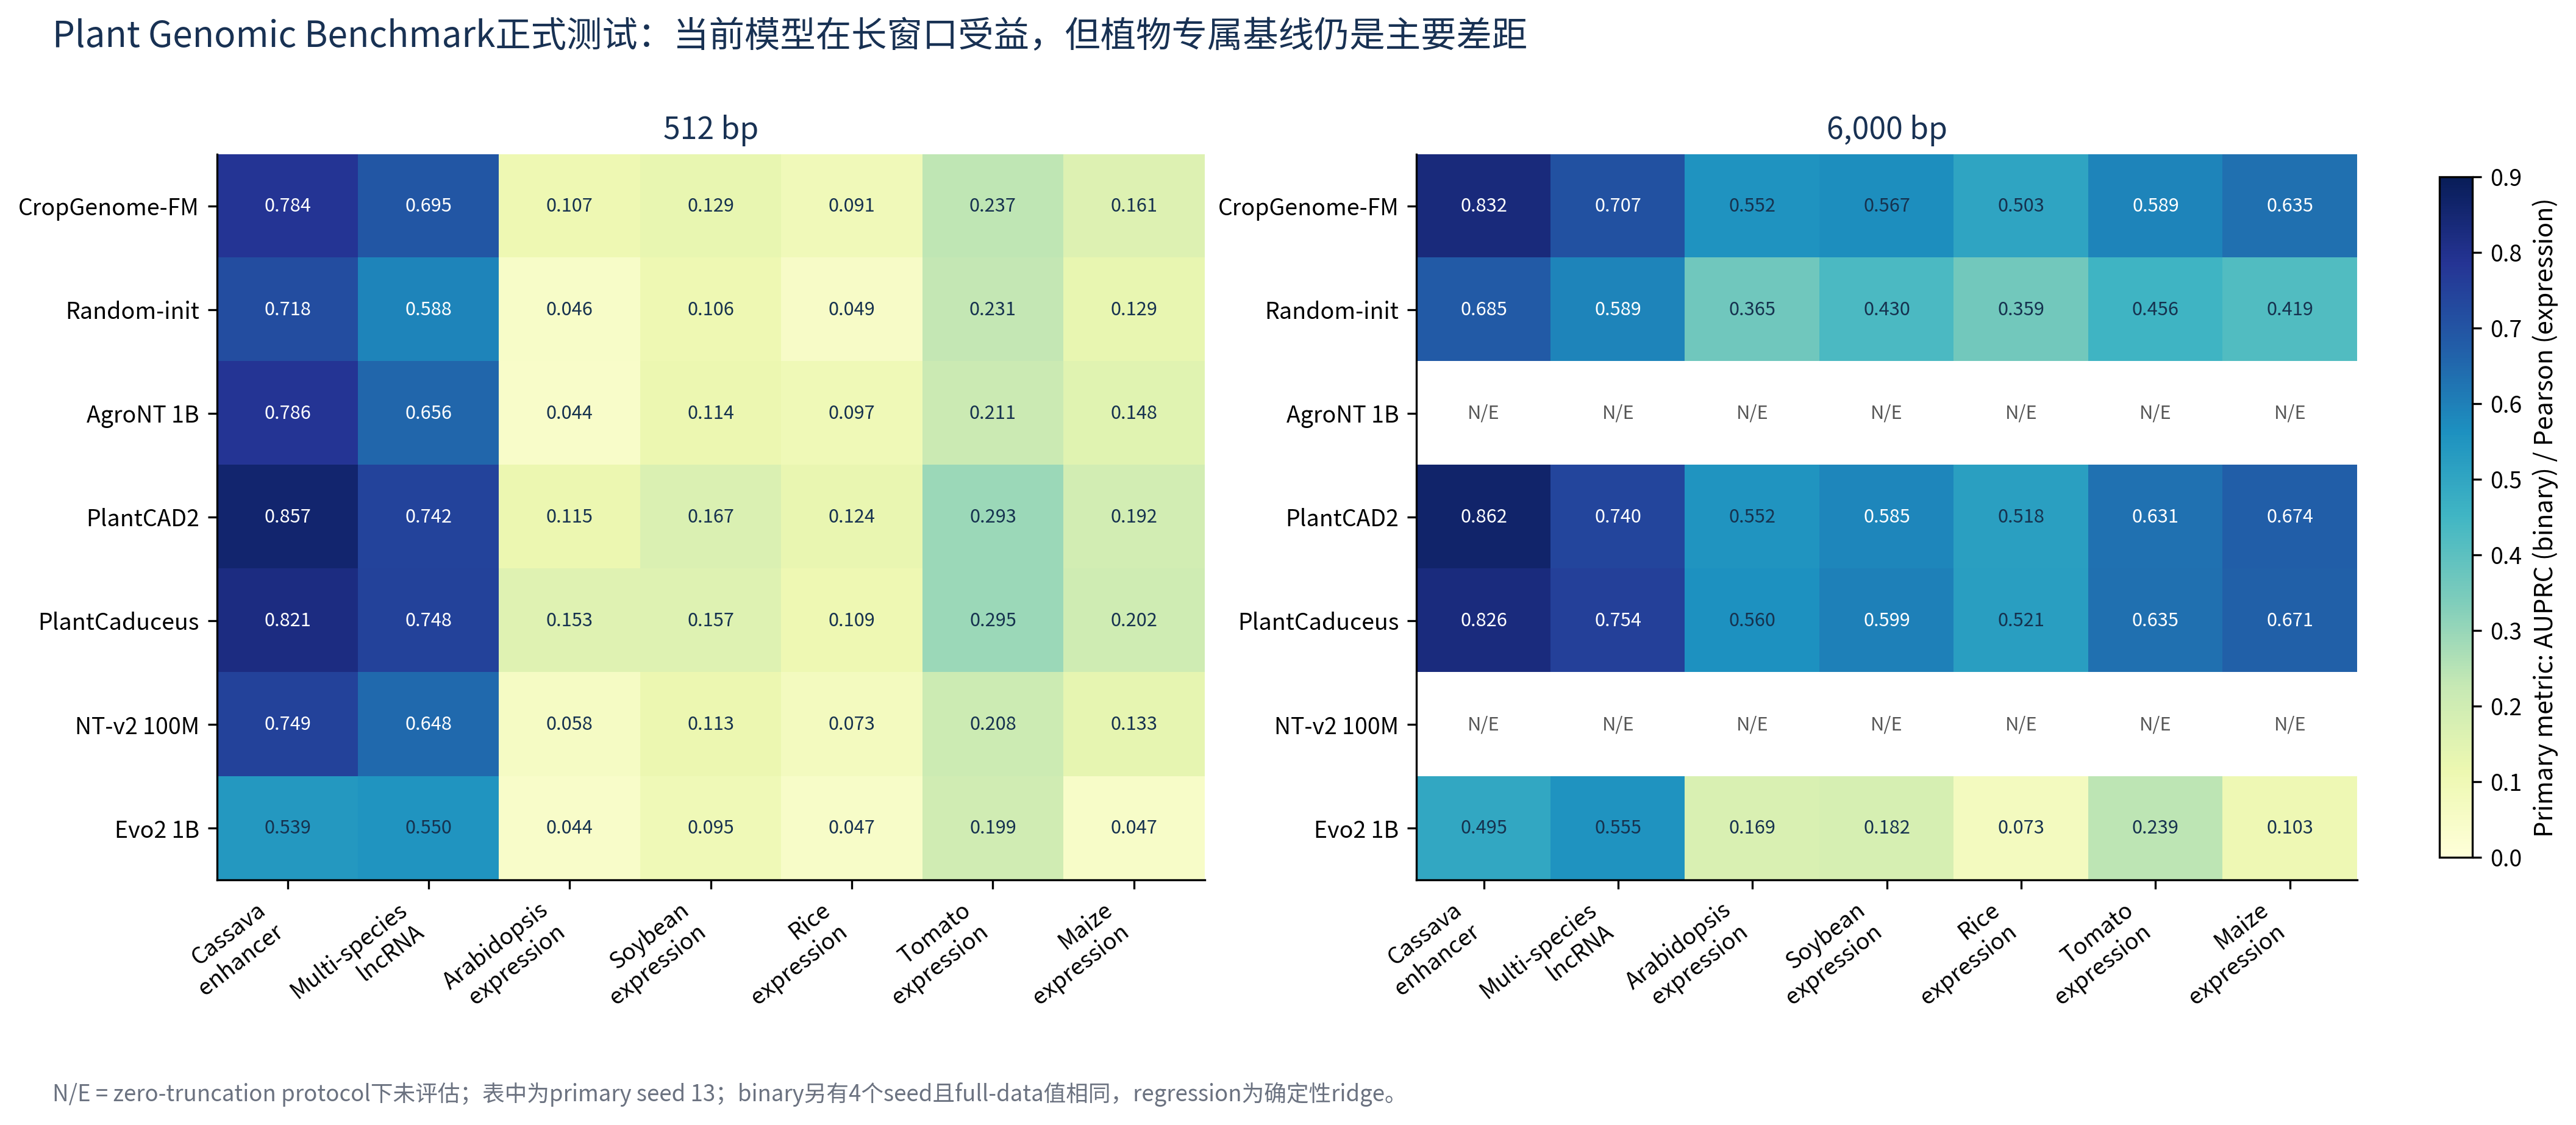 Plant Genomic Benchmark正式测试：当前模型在长窗口受益，但植物专属基线仍是主要差距
512 bp
CropGenome-FM 0.784 0.695 0.107 0.129 0.091 0.237 0.161
Random-init 0.718 0.588 0.046 0.106 0.049 0.231 0.129
AgroNT 1B 0.786 0.656 0.044 0.114 0.097 0.211 0.148
PlantCAD2 0.857 0.742 0.115 0.167 0.124 0.293 0.192
PlantCaduceus 0.821 0.748 0.153 0.157 0.109 0.295 0.202
NT-v2 100M 0.749 0.648 0.058 0.113 0.073 0.208 0.133
Evo2 1B 0.539 0.550 0.044 0.095 0.047 0.199 0.047
Cassava
enhancer
Multi-species
lncRNA
Arabidopsis
expression
Soybean
expression
Rice
expression
Tomato
expression
Maize
expression
6,000 bp
CropGenome-FM 0.832 0.707 0.552 0.567 0.503 0.589 0.635
Random-init 0.685 0.589 0.365 0.430 0.359 0.456 0.419
AgroNT 1B N/E N/E N/E N/E N/E N/E N/E
PlantCAD2 0.862 0.740 0.552 0.585 0.518 0.631 0.674
PlantCaduceus 0.826 0.754 0.560 0.599 0.521 0.635 0.671
NT-v2 100M N/E N/E N/E N/E N/E N/E N/E
Evo2 1B 0.495 0.555 0.169 0.182 0.073 0.239 0.103
Cassava
enhancer
Multi-species
lncRNA
Arabidopsis
expression
Soybean
expression
Rice
expression
Tomato
expression
Maize
expression
0.9
0.8
0.7
0.6
0.5
0.4
0.3
0.2
0.1
0.0
Primary metric: AUPRC (binary) / Pearson (expression)
N/E = zero-truncation protocol下未评估；表中为primary seed 13；binary另有4个seed且full-data值相同，regression为确定性ridge。